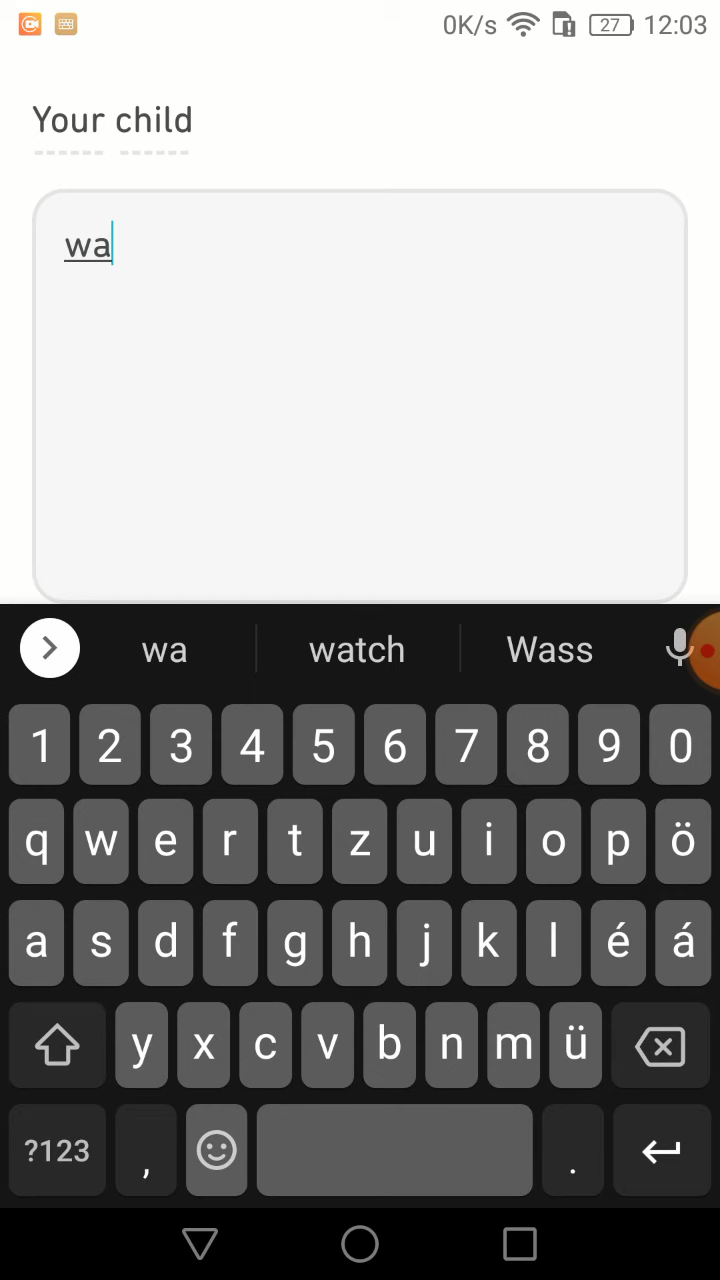 0K/s 27 12:03
Your child
wa
wa watch Wass
1 2 3 4 5 6 7 8 9 0
q w e r t z u i o p ö
a s d f g h j k l é á
y x c v b n m ü
?123 , .